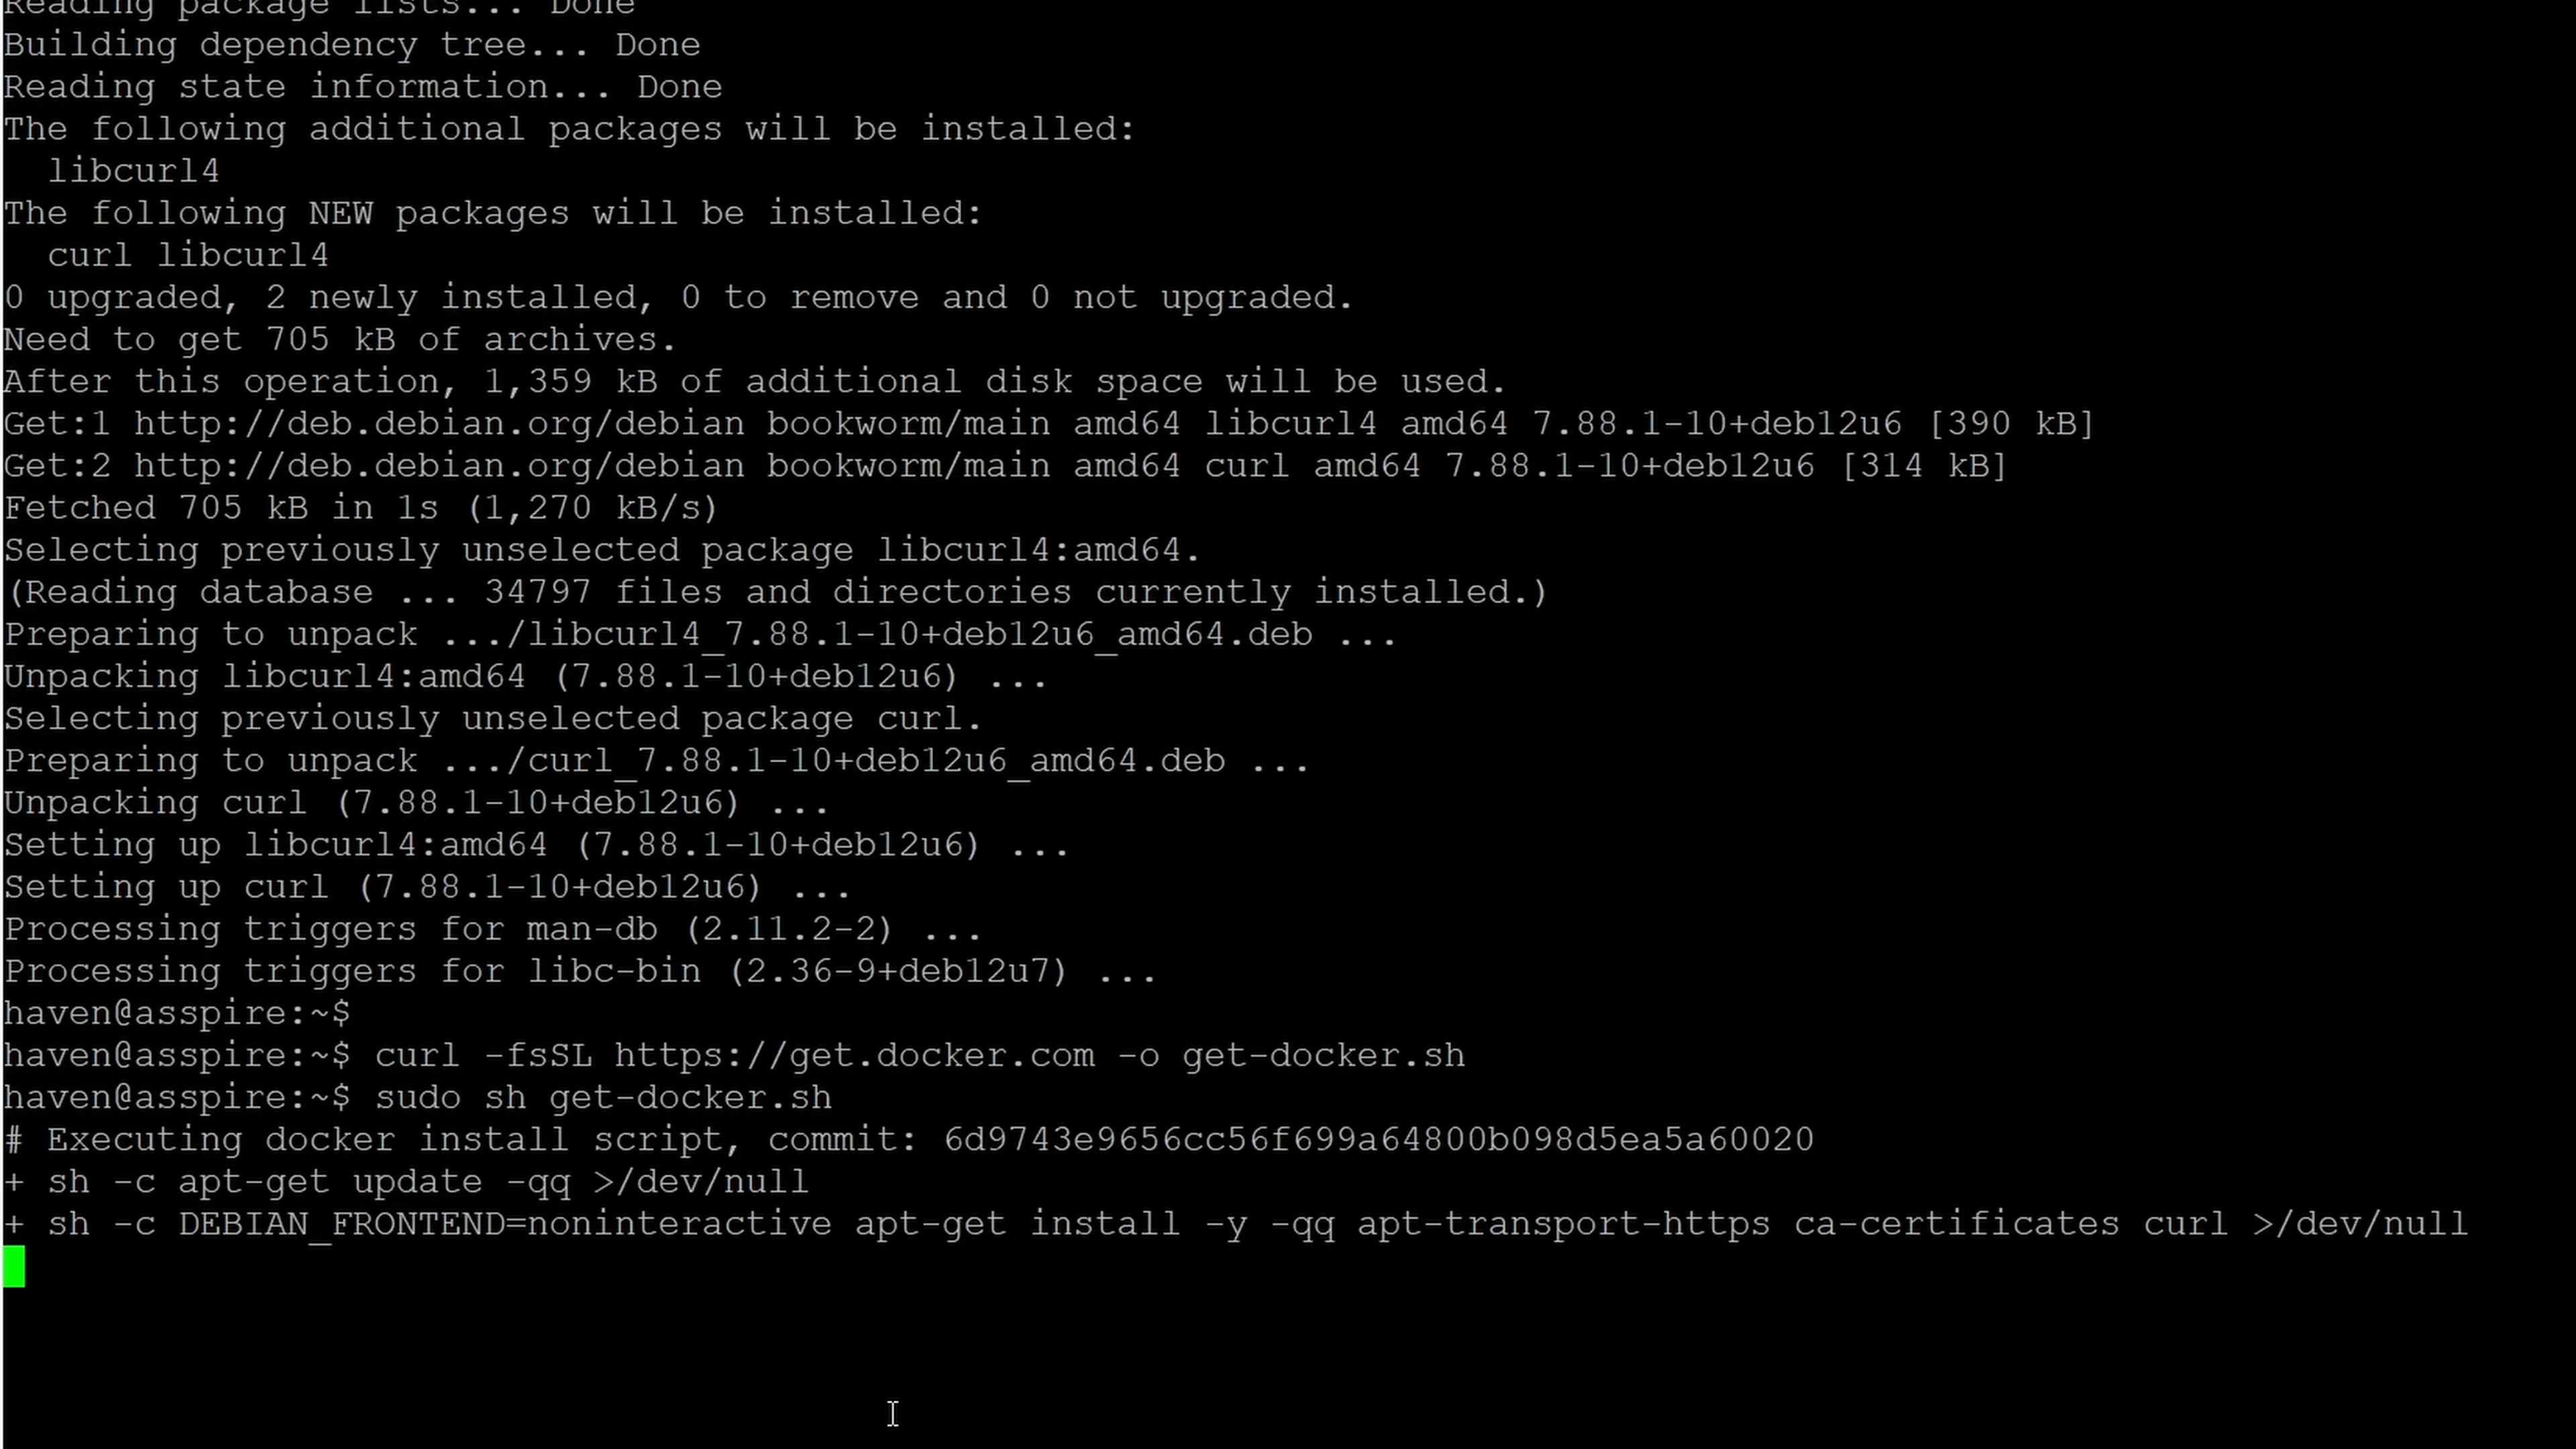 Reading package lists... Done
Building dependency tree... Done
Reading state information... Done
The following additional packages will be installed:
  libcurl4
The following NEW packages will be installed:
  curl libcurl4
0 upgraded, 2 newly installed, 0 to remove and 0 not upgraded.
Need to get 705 kB of archives.
After this operation, 1,359 kB of additional disk space will be used.
Get:1 http://deb.debian.org/debian bookworm/main amd64 libcurl4 amd64 7.88.1-10+deb12u6 [390 kB]
Get:2 http://deb.debian.org/debian bookworm/main amd64 curl amd64 7.88.1-10+deb12u6 [314 kB]
Fetched 705 kB in 1s (1,270 kB/s)
Selecting previously unselected package libcurl4:amd64.
(Reading database ... 34797 files and directories currently installed.)
Preparing to unpack .../libcurl4_7.88.1-10+deb12u6_amd64.deb ...
Unpacking libcurl4:amd64 (7.88.1-10+deb12u6) ...
Selecting previously unselected package curl.
Preparing to unpack .../curl_7.88.1-10+deb12u6_amd64.deb ...
Unpacking curl (7.88.1-10+deb12u6) ...
Setting up libcurl4:amd64 (7.88.1-10+deb12u6) ...
Setting up curl (7.88.1-10+deb12u6) ...
Processing triggers for man-db (2.11.2-2) ...
Processing triggers for libc-bin (2.36-9+deb12u7) ...
haven@asspire:~$
haven@asspire:~$ curl -fsSL https://get.docker.com -o get-docker.sh
haven@asspire:~$ sudo sh get-docker.sh
# Executing docker install script, commit: 6d9743e9656cc56f699a64800b098d5ea5a60020
+ sh -c apt-get update -qq >/dev/null
+ sh -c DEBIAN_FRONTEND=noninteractive apt-get install -y -qq apt-transport-https ca-certificates curl >/dev/null